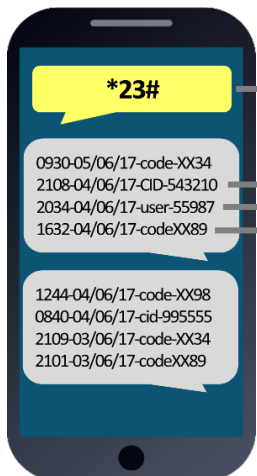 *23#
0930-05/06/17-code-XX34
2108-04/06/17-CID-543210
2034-04/06/17-user-55987
1632-04/06/17-codeXX89
1244-04/06/17-code-XX98
0840-04/06/17-cid-995555
2109-03/06/17-code-XX34
2101-03/06/17-codeXX89